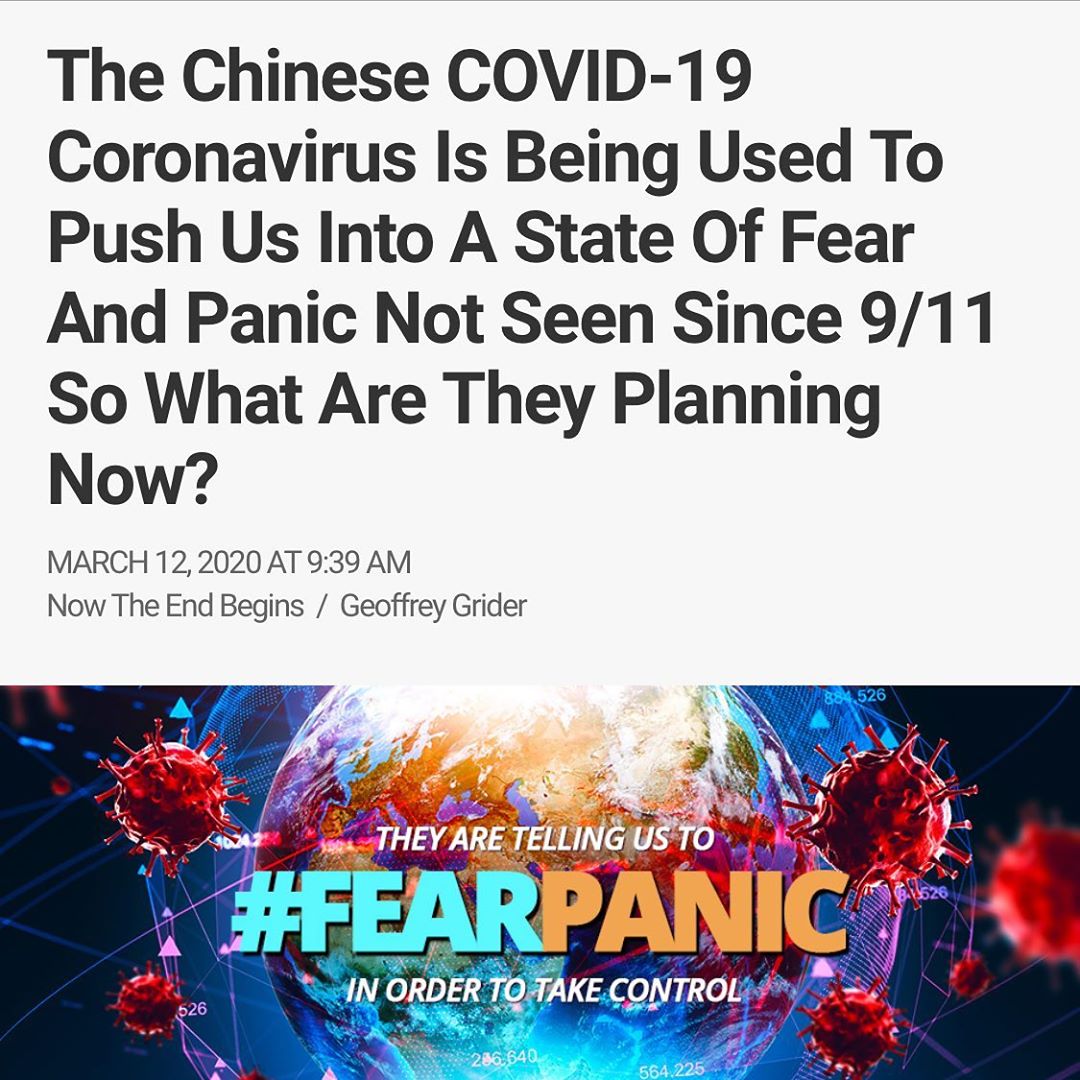 The Chinese COVID-19
Coronavirus Is Being Used To
Push Us Into A State Of Fear
And Panic Not Seen Since 9/11
So What Are They Planning
Now?
MARCH 12, 2020 AT 9:39 AM
Now The End Begins / Geoffrey Grider
884,526
THEY ARE TELLING US TO
#FEARPANIC
IN ORDER TO TAKE CONTROL
526
286,640
564,225